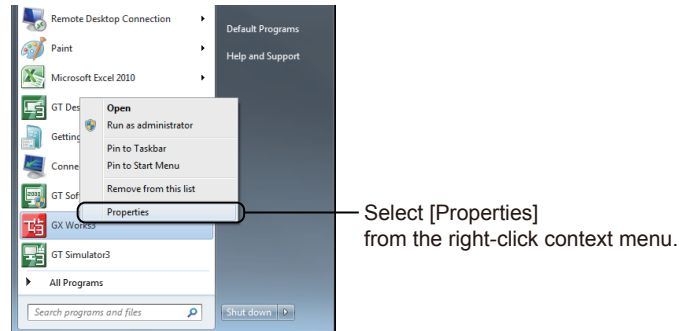 Remote Desktop Connection
Default Programs
Paint
Help and Support
Microsoft Excel 2010
GT Des
Open
Run as administrator
Getting
Pin to Taskbar
Conne
Pin to Start Menu
GT Sof
Remove from this list
Properties
GX Works3
GT Simulator3
All Programs
Search programs and files
Shut down
Select [Properties]
from the right-click context menu.